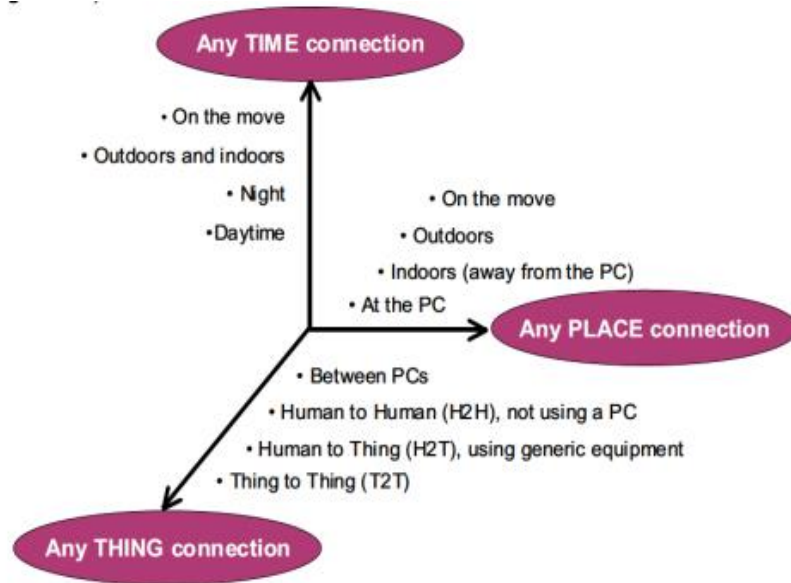 Any TIME connection
• On the move
• Outdoors and indoors
• Night
•Daytime
• On the move
• Outdoors
• Indoors (away from the PC)
• At the PC
Any PLACE connection
• Between PCs
• Human to Human (H2H), not using a PC
• Human to Thing (H2T), using generic equipment
• Thing to Thing (T2T)
Any THING connection